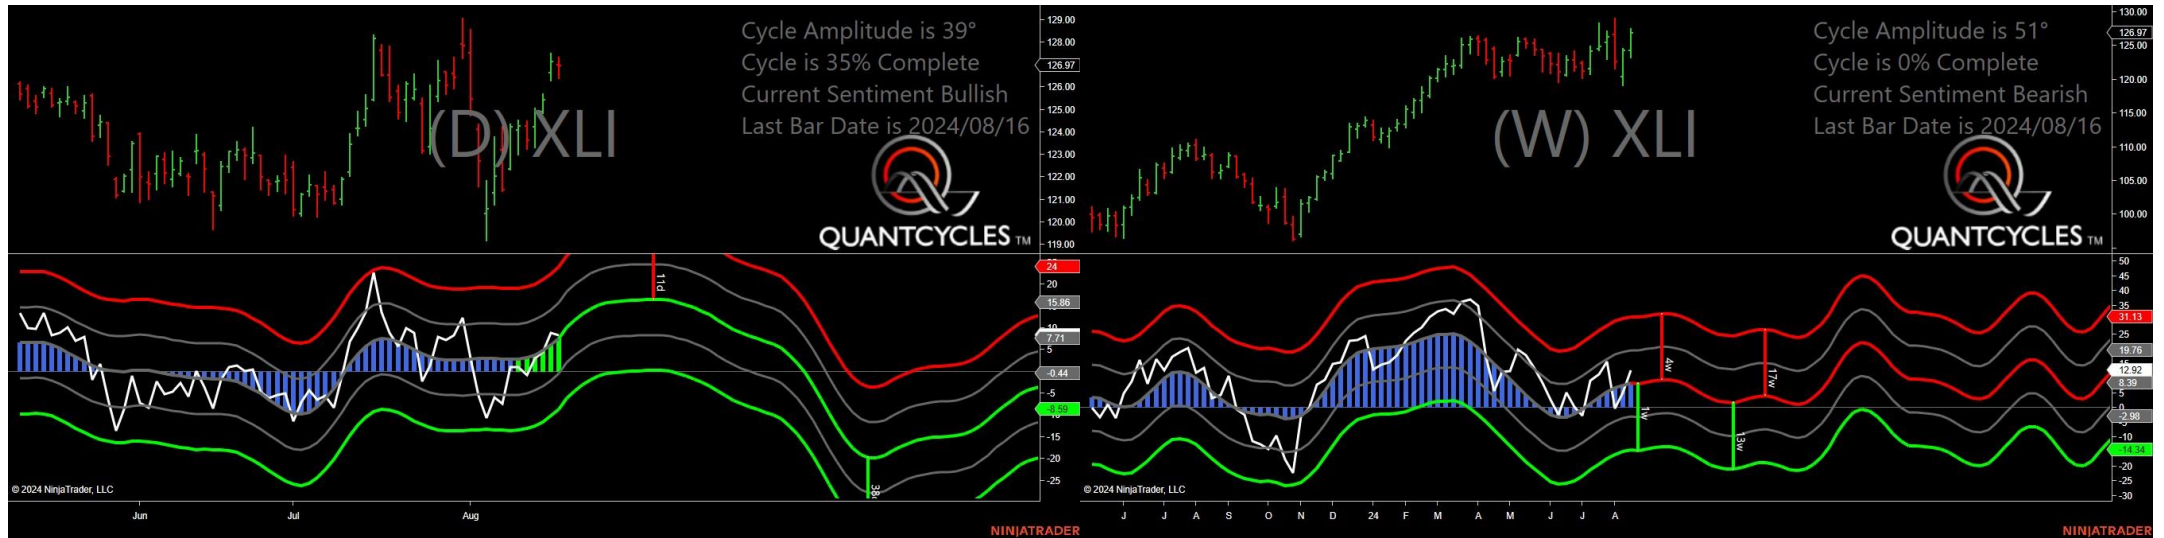 Cycle Amplitude is 39°
Cycle is 35% Complete
Current Sentiment Bullish
Last Bar Date is 2024/08/16
(D) XLI
QUANTCYCLES TM
129.00
128.00
126.97
126.00
125.00
124.00
123.00
122.00
121.00
120.00
119.00
11d
24
20
15.86
10
7.71
5
-0.44
-5
-8.59
-15
-20
-25
© 2024 NinjaTrader, LLC
Jun Jul Aug
NINJATRADER
Cycle Amplitude is 51°
Cycle is 0% Complete
Current Sentiment Bearish
Last Bar Date is 2024/08/16
(W) XLI
QUANTCYCLES TM
130.00
126.97
125.00
120.00
115.00
110.00
105.00
100.00
4w
17w
1w
13w
50
45
40
35
31.13
25
19.76
15
12.92
8.39
5
0
-2.98
-5
-10
-14.34
-20
-25
-30
© 2024 NinjaTrader, LLC
J J A S O N D 24 F M A M J J A
NINJATRADER